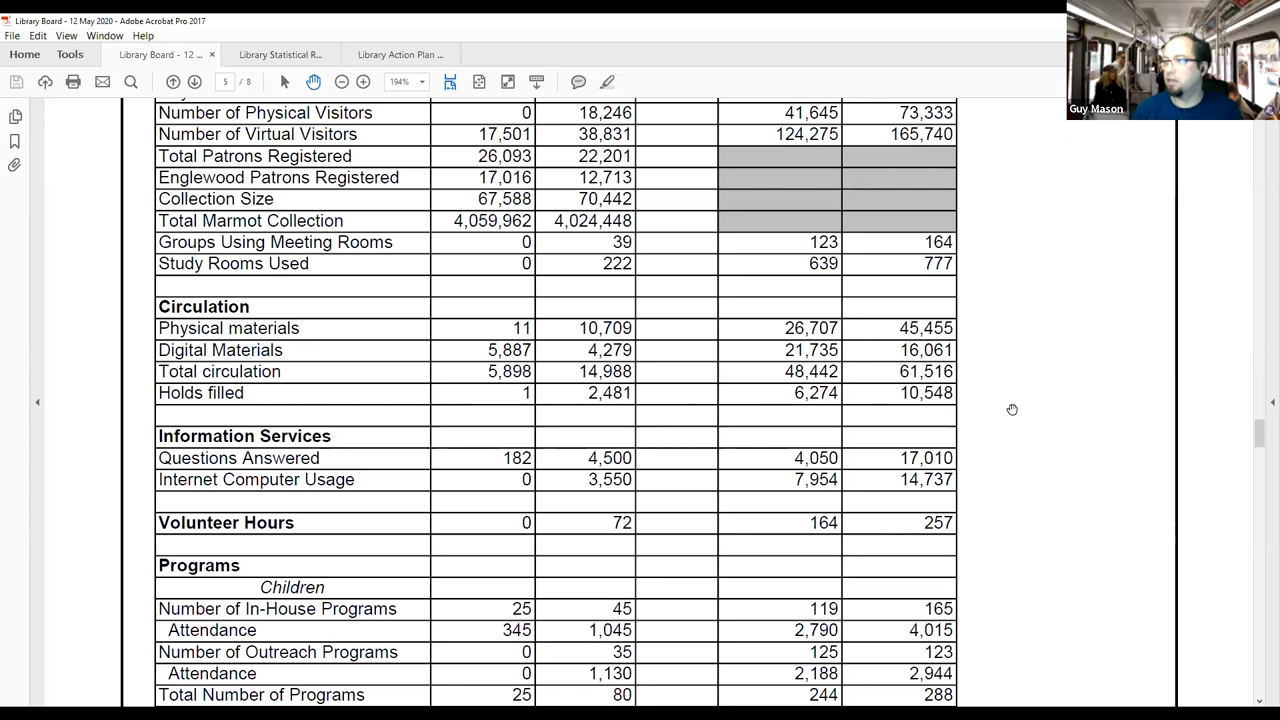 Library Board - 12 May 2020 - Adobe Acrobat Pro 2017
File Edit View Window Help
Home Tools Library Board - 12 ... × Library Statistical R... Library Action Plan ...
5 / 8 194%
Guy Mason
Number of Physical Visitors 0 18,246 41,645 73,333
Number of Virtual Visitors 17,501 38,831 124,275 165,740
Total Patrons Registered 26,093 22,201
Englewood Patrons Registered 17,016 12,713
Collection Size 67,588 70,442
Total Marmot Collection 4,059,962 4,024,448
Groups Using Meeting Rooms 0 39 123 164
Study Rooms Used 0 222 639 777
Circulation
Physical materials 11 10,709 26,707 45,455
Digital Materials 5,887 4,279 21,735 16,061
Total circulation 5,898 14,988 48,442 61,516
Holds filled 1 2,481 6,274 10,548
Information Services
Questions Answered 182 4,500 4,050 17,010
Internet Computer Usage 0 3,550 7,954 14,737
Volunteer Hours 0 72 164 257
Programs
Children
Number of In-House Programs 25 45 119 165
Attendance 345 1,045 2,790 4,015
Number of Outreach Programs 0 35 125 123
Attendance 0 1,130 2,188 2,944
Total Number of Programs 25 80 244 288